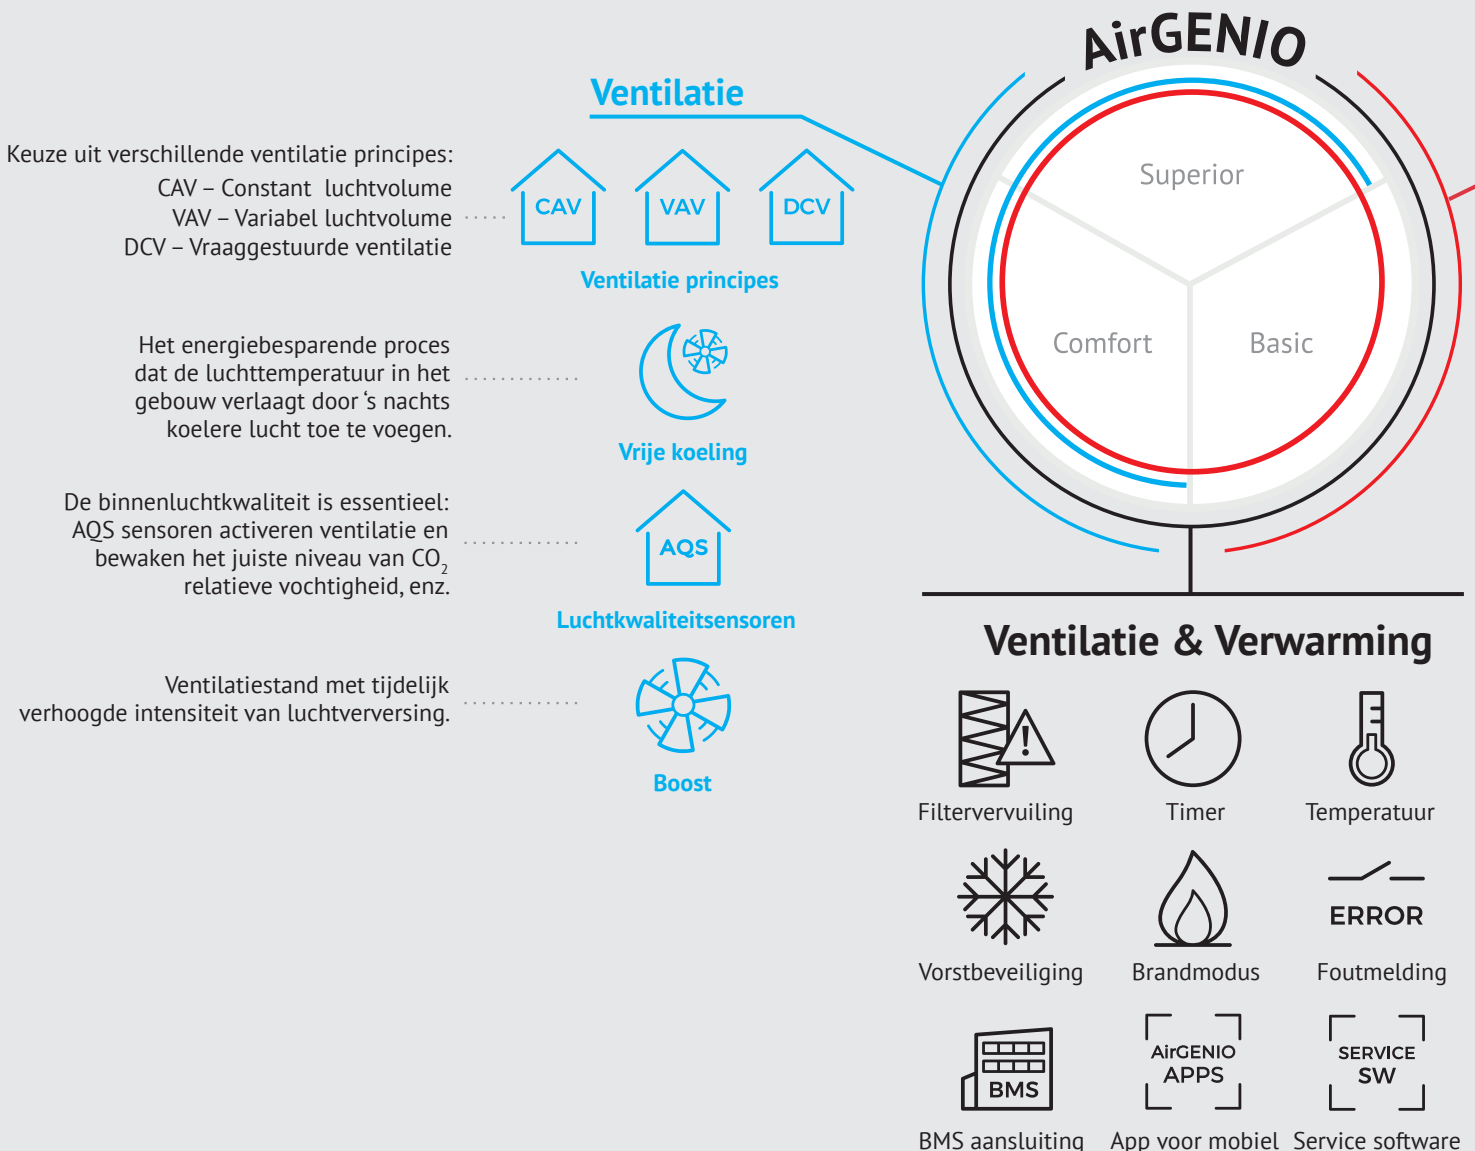 AirGENIO
Superior
Comfort
Basic
Ventilatie
Keuze uit verschillende ventilatie principes:
CAV – Constant luchtvolume
VAV – Variabel luchtvolume
DCV – Vraaggestuurde ventilatie
CAV
VAV
DCV
Ventilatie principes
Het energiebesparende proces
dat de luchttemperatuur in het
gebouw verlaagt door ‘s nachts
koelere lucht toe te voegen.
Vrije koeling
De binnenluchtkwaliteit is essentieel:
AQS sensoren activeren ventilatie en
bewaken het juiste niveau van CO₂
relatieve vochtigheid, enz.
AQS
Luchtkwaliteitsensoren
Ventilatiestand met tijdelijk
verhoogde intensiteit van luchtverversing.
Boost
Ventilatie & Verwarming
!
Filtervervuiling
Timer
Temperatuur
ERROR
Vorstbeveiliging
Brandmodus
Foutmelding
BMS
AirGENIO
APPS
SERVICE
SW
BMS aansluiting
App voor mobiel
Service software